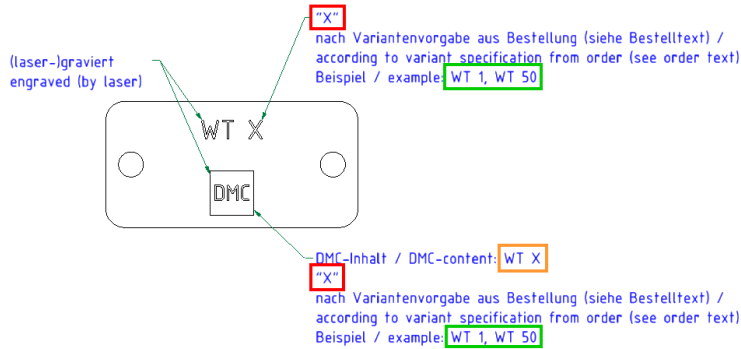 "X"
nach Variantenvorgabe aus Bestellung (siehe Bestelltext) /
according to variant specification from order (see order text)
Beispiel / example: WT 1, WT 50
(laser-)graviert
engraved (by laser)
WT X
DMC
DMC-Inhalt / DMC-content: WT X
"X"
nach Variantenvorgabe aus Bestellung (siehe Bestelltext) /
according to variant specification from order (see order text)
Beispiel / example: WT 1, WT 50